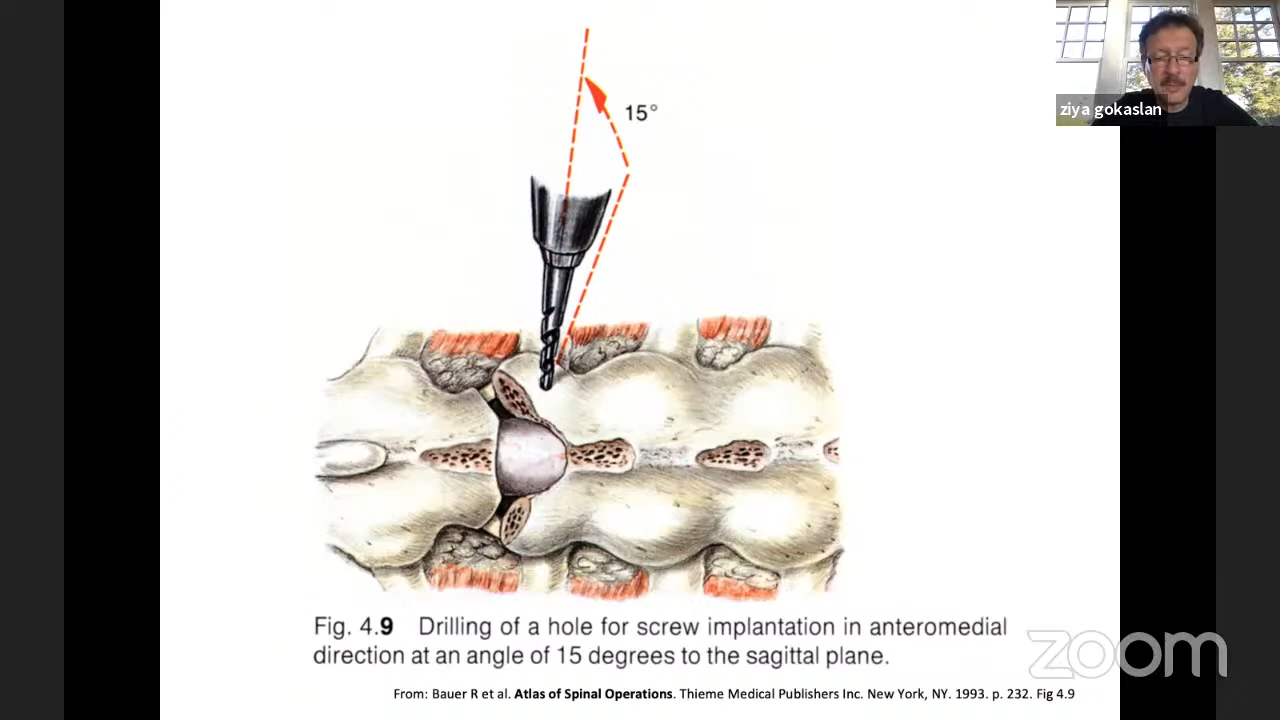 15°
ziya gokaslan
Fig. 4.9 Drilling of a hole for screw implantation in anteromedial
direction at an angle of 15 degrees to the sagittal plane.
zoom
From: Bauer R et al. Atlas of Spinal Operations. Thieme Medical Publishers Inc. New York, NY. 1993. p. 232. Fig 4.9